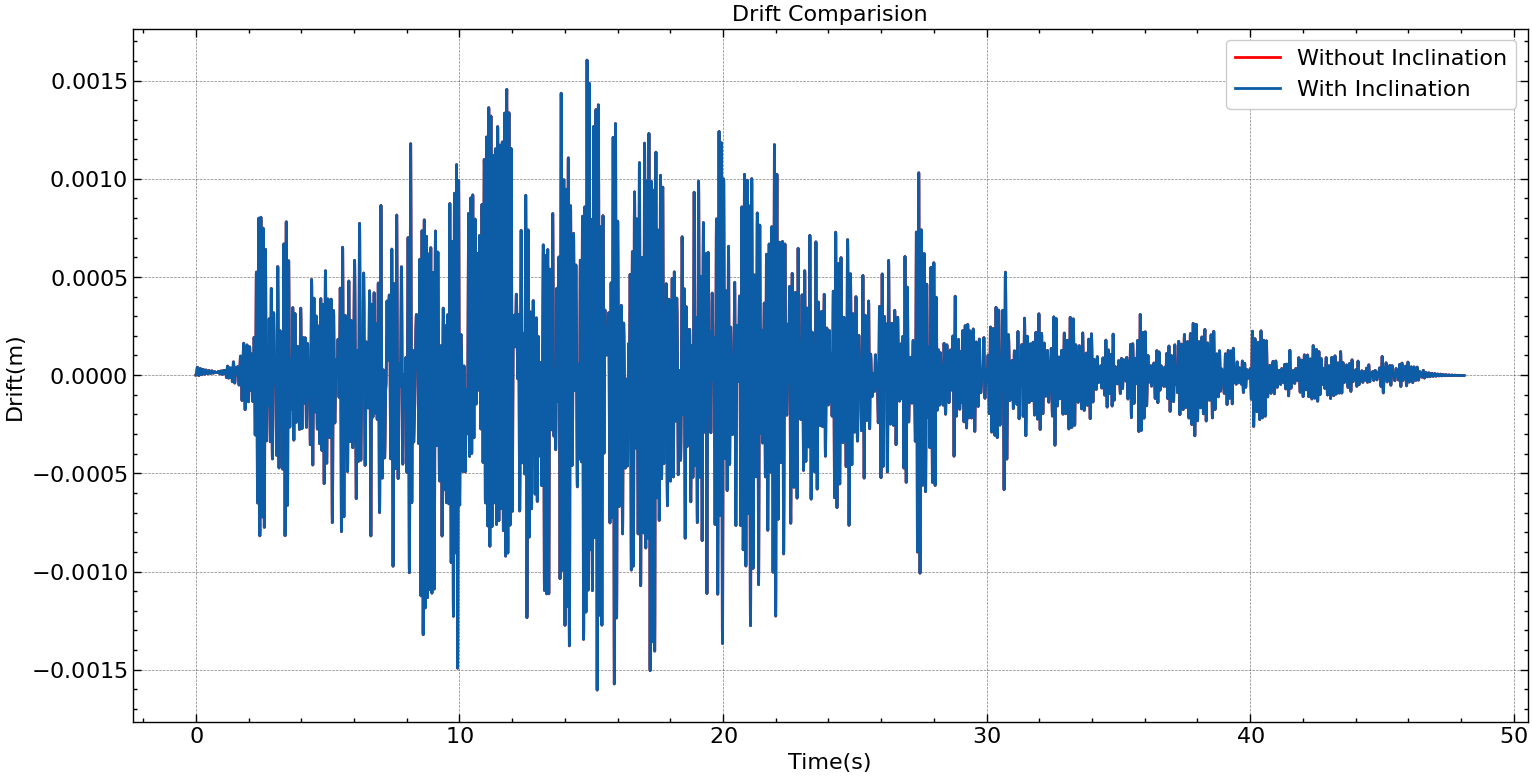 Drift Comparision
Without Inclination
With Inclination
0.0015
0.0010
0.0005
0.0000
−0.0005
−0.0010
−0.0015
Drift(m)
0 10 20 30 40 50
Time(s)